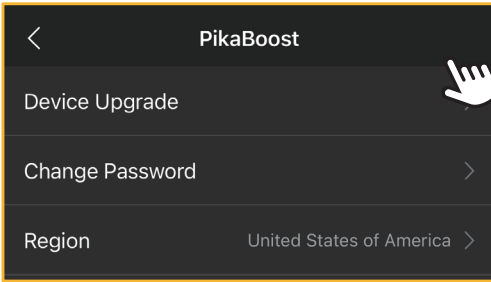 PikaBoost
Device Upgrade
Change Password
Region United States of America